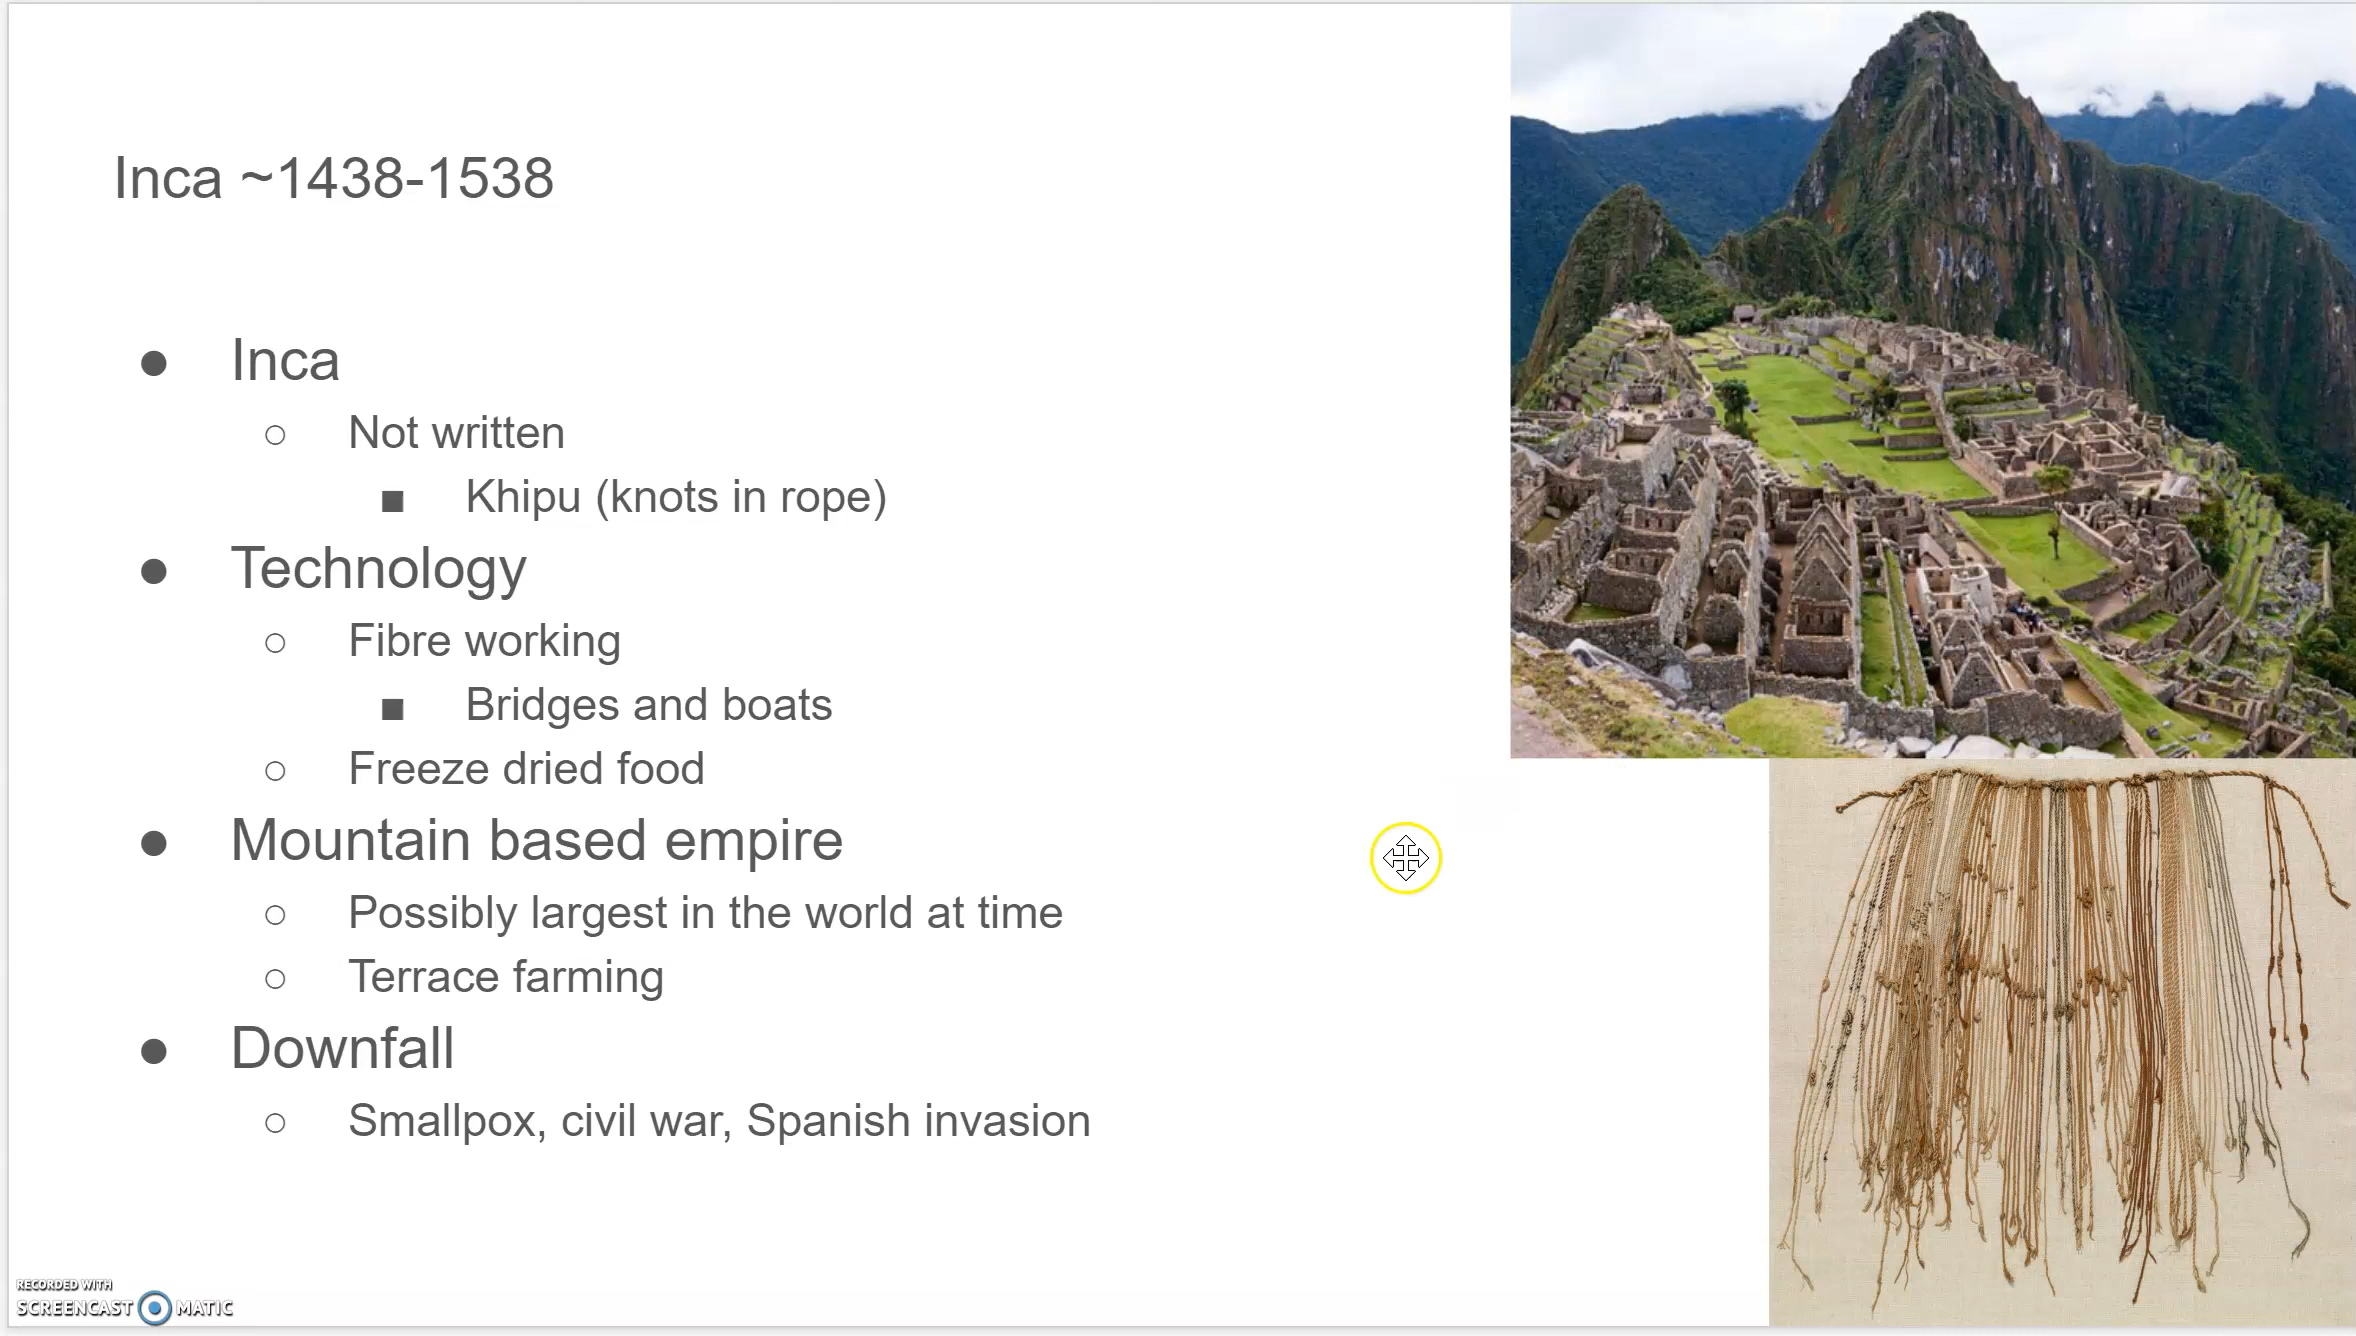 Inca ~1438-1538
● Inca
○ Not written
■ Khipu (knots in rope)
● Technology
○ Fibre working
■ Bridges and boats
○ Freeze dried food
● Mountain based empire
○ Possibly largest in the world at time
○ Terrace farming
● Downfall
○ Smallpox, civil war, Spanish invasion
RECORDED WITH
SCREENCAST MATIC